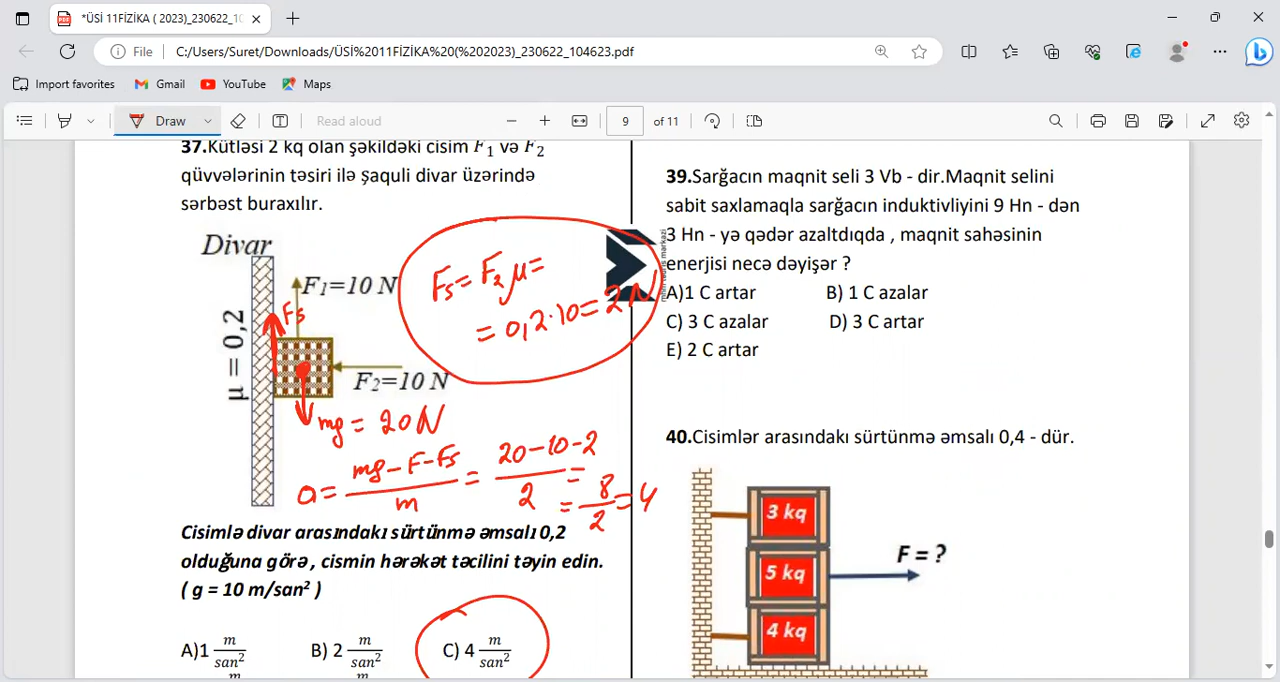 *ÜSİ 11FİZİKA ( 2023)_230622_10
File
C:/Users/Suret/Downloads/ÜSİ%2011FİZİKA%20(%202023)_230622_104623.pdf
Import favorites
Gmail
YouTube
Maps
Draw
Read aloud
9
of 11
37.Kütləsi 2 kq olan şəkildəki cisim F₁ və F₂
qüvvələrinin təsiri ilə şaquli divar üzərində
sərbəst buraxılır.
Divar
F₁=10 N
Fs
μ = 0,2
F₂=10 N
Fs = F₂ μ =
= 0,2·10 = 2 N
mg = 20 N
a = (mg-F-Fs)/m = (20-10-2)/2 =
= 8/2 = 4
Cisimlə divar arasındakı sürtünmə əmsalı 0,2
olduğuna görə , cismin hərəkət təcilini təyin edin.
( g = 10 m/san² )
A)1 m/san² B) 2 m/san² C) 4 m/san²
39.Sarğacın maqnit seli 3 Vb - dir.Maqnit selini
sabit saxlamaqla sarğacın induktivliyini 9 Hn - dən
3 Hn - yə qədər azaltdıqda , maqnit sahəsinin
enerjisi necə dəyişər ?
A)1 C artar B) 1 C azalar
C) 3 C azalar D) 3 C artar
E) 2 C artar
40.Cisimlər arasındakı sürtünmə əmsalı 0,4 - dür.
3 kq
5 kq
F = ?
4 kq